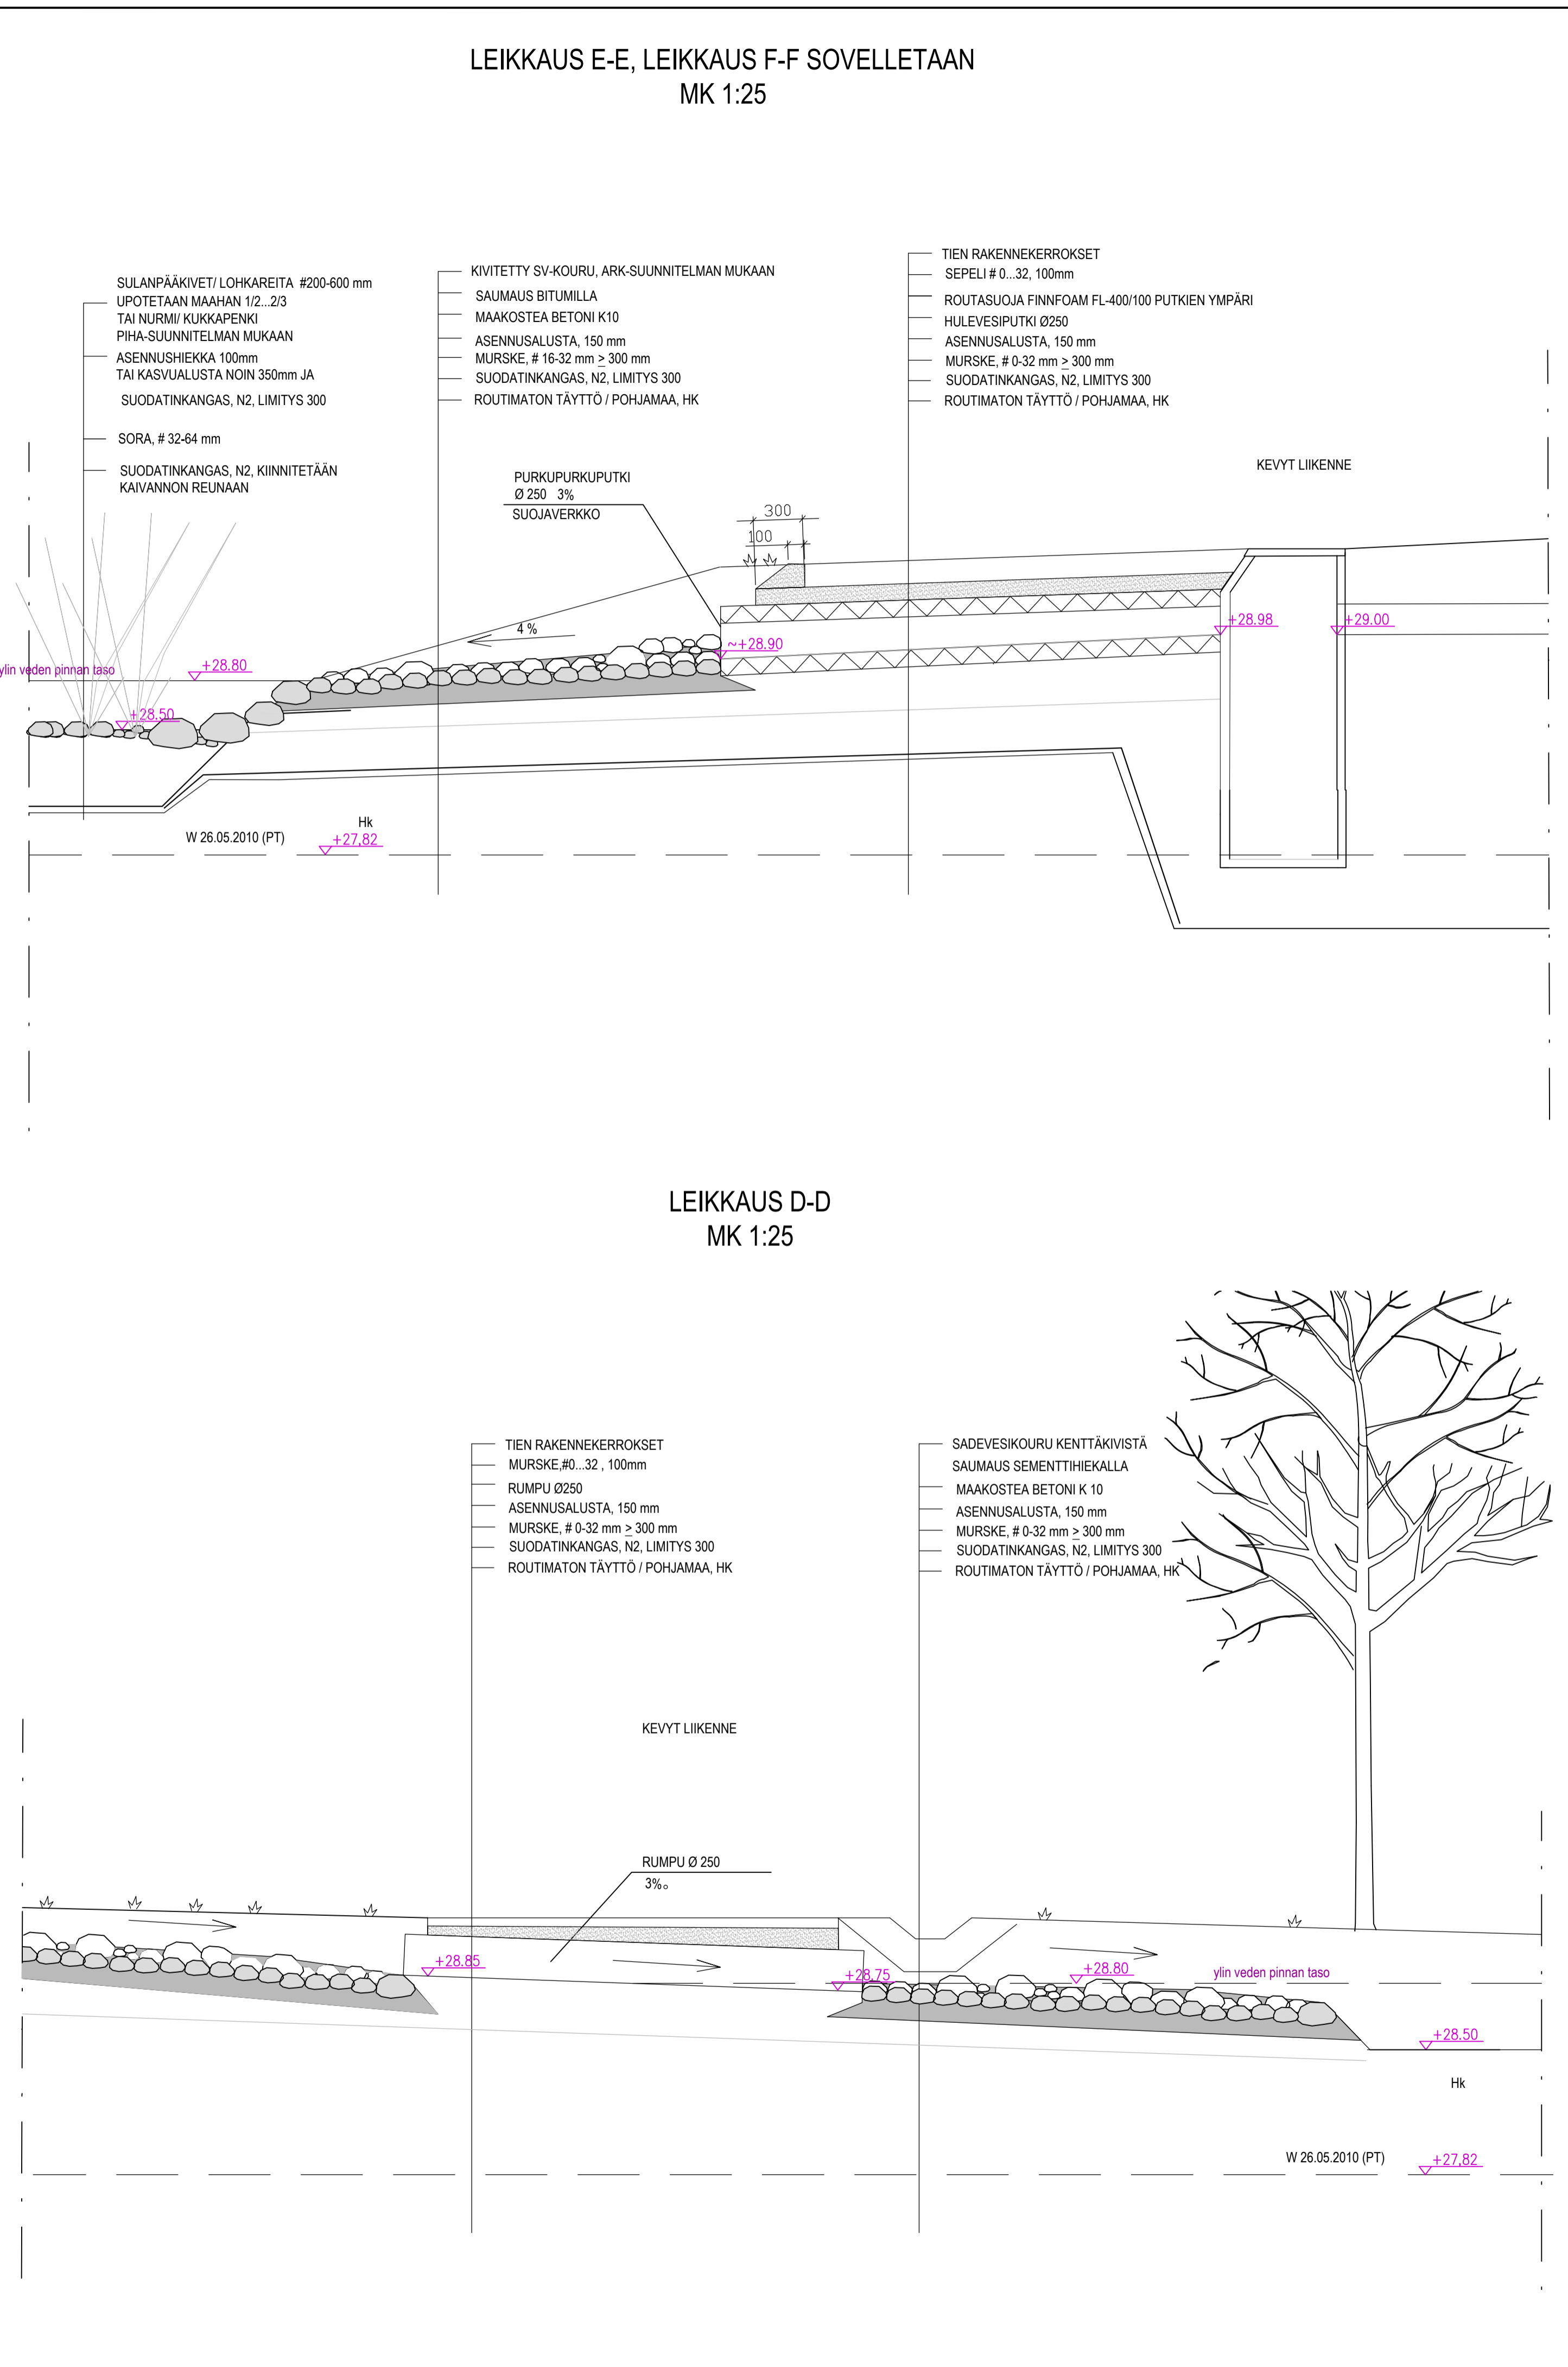 LEIKKAUS E-E, LEIKKAUS F-F SOVELLETAAN
MK 1:25
SULANPÄÄKIVET/ LOHKAREITA #200-600 mm
UPOTETAAN MAAHAN 1/2...2/3
TAI NURMI/ KUKKAPENKI
PIHA-SUUNNITELMAN MUKAAN
ASENNUSHIEKKA 100mm
TAI KASVUALUSTA NOIN 350mm JA
SUODATINKANGAS, N2, LIMITYS 300
SORA, # 32-64 mm
SUODATINKANGAS, N2, KIINNITETÄÄN
KAIVANNON REUNAAN
KIVITETTY SV-KOURU, ARK-SUUNNITELMAN MUKAAN
SAUMAUS BITUMILLA
MAAKOSTEA BETONI K10
ASENNUSALUSTA, 150 mm
MURSKE, # 16-32 mm ≥ 300 mm
SUODATINKANGAS, N2, LIMITYS 300
ROUTIMATON TÄYTTÖ / POHJAMAA, HK
TIEN RAKENNEKERROKSET
SEPELI # 0...32, 100mm
ROUTASUOJA FINNFOAM FL-400/100 PUTKIEN YMPÄRI
HULEVESIPUTKI Ø250
ASENNUSALUSTA, 150 mm
MURSKE, # 0-32 mm ≥ 300 mm
SUODATINKANGAS, N2, LIMITYS 300
ROUTIMATON TÄYTTÖ / POHJAMAA, HK
KEVYT LIIKENNE
PURKUPURKUPUTKI
Ø 250 3%
SUOJAVERKKO
300
100
4 %
+28.98
+29.00
~+28.90
ylin veden pinnan taso
+28.80
+28.50
Hk
W 26.05.2010 (PT)
+27,82
LEIKKAUS D-D
MK 1:25
TIEN RAKENNEKERROKSET
MURSKE,#0...32 , 100mm
RUMPU Ø250
ASENNUSALUSTA, 150 mm
MURSKE, # 0-32 mm ≥ 300 mm
SUODATINKANGAS, N2, LIMITYS 300
ROUTIMATON TÄYTTÖ / POHJAMAA, HK
SADEVESIKOURU KENTTÄKIVISTÄ
SAUMAUS SEMENTTIHIEKALLA
MAAKOSTEA BETONI K 10
ASENNUSALUSTA, 150 mm
MURSKE, # 0-32 mm ≥ 300 mm
SUODATINKANGAS, N2, LIMITYS 300
ROUTIMATON TÄYTTÖ / POHJAMAA, HK
KEVYT LIIKENNE
RUMPU Ø 250
3‰
+28.85
+28.75
+28.80
ylin veden pinnan taso
+28.50
Hk
W 26.05.2010 (PT)
+27,82